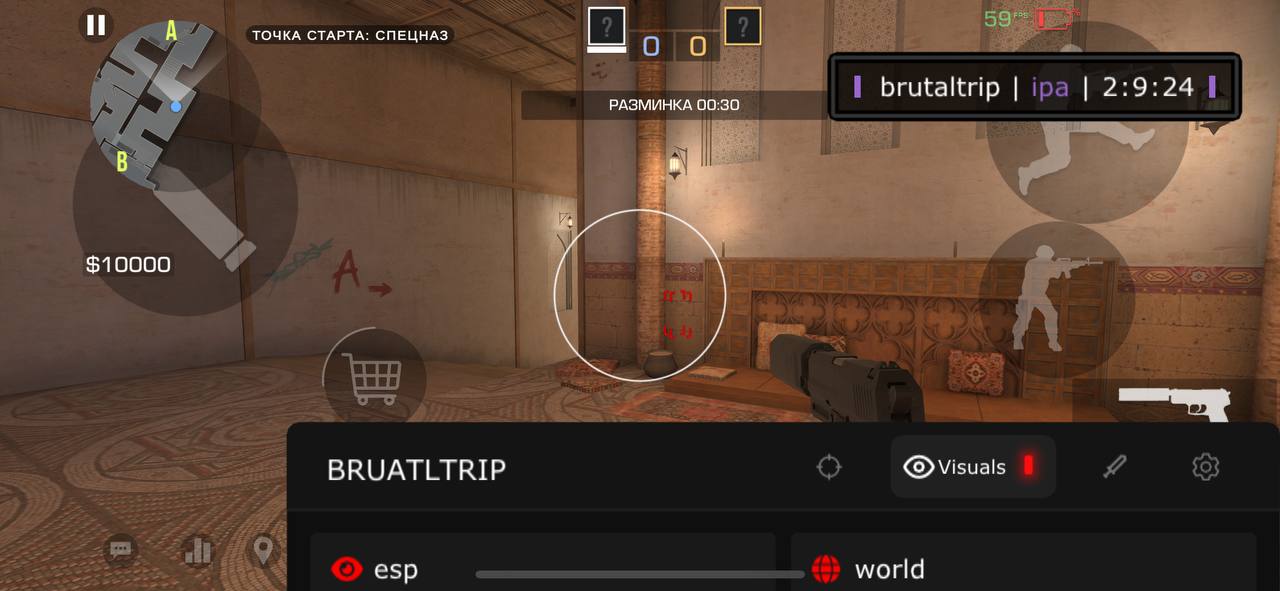 A
ТОЧКА СТАРТА: СПЕЦНАЗ
?
?
0 0
59 FPS
brutaltrip | ipa | 2:9:24
РАЗМИНКА 00:30
B
$10000
A
BRUATLTRIP
Visuals
esp
world